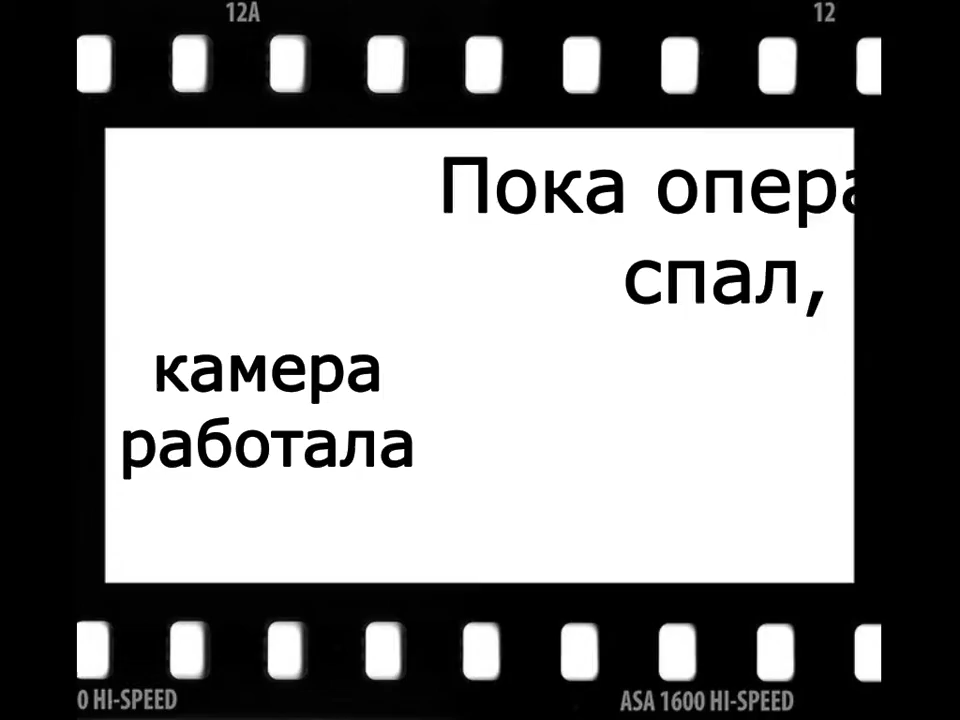 12A 12
Пока опера
спал,
камера
работала
0 HI-SPEED ASA 1600 HI-SPEED